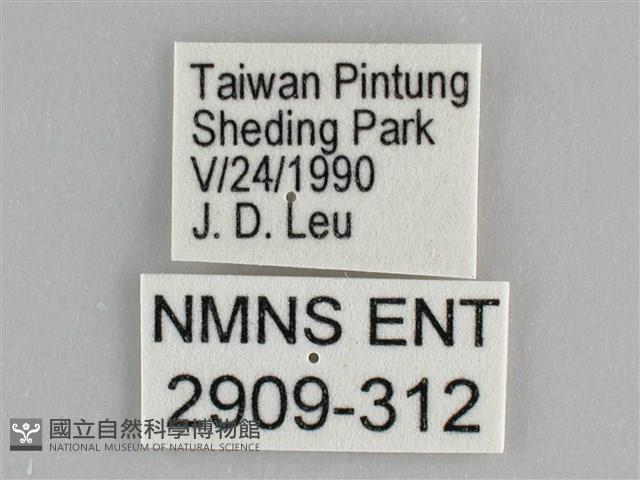 Taiwan Pintung
Sheding Park
V/24/1990
J. D. Leu
NMNS ENT
2909-312
國立自然科學博物館
NATIONAL MUSEUM OF NATURAL SCIENCE